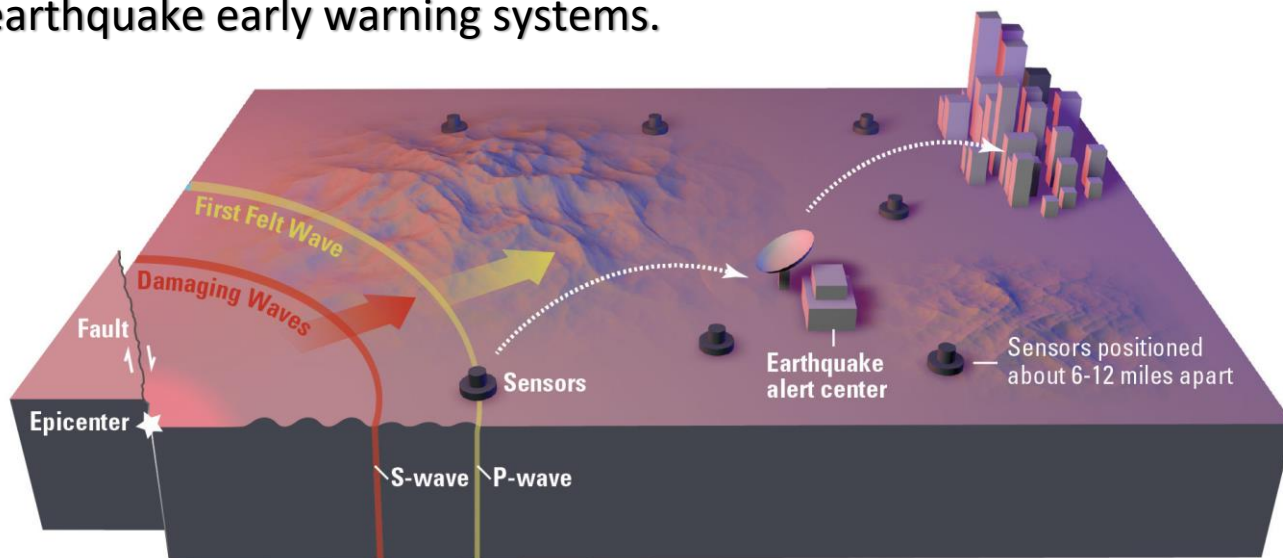 earthquake early warning systems.
First Felt Wave
Damaging Waves
Fault
Epicenter
Sensors
S-wave
P-wave
Earthquake
alert center
Sensors positioned
about 6-12 miles apart